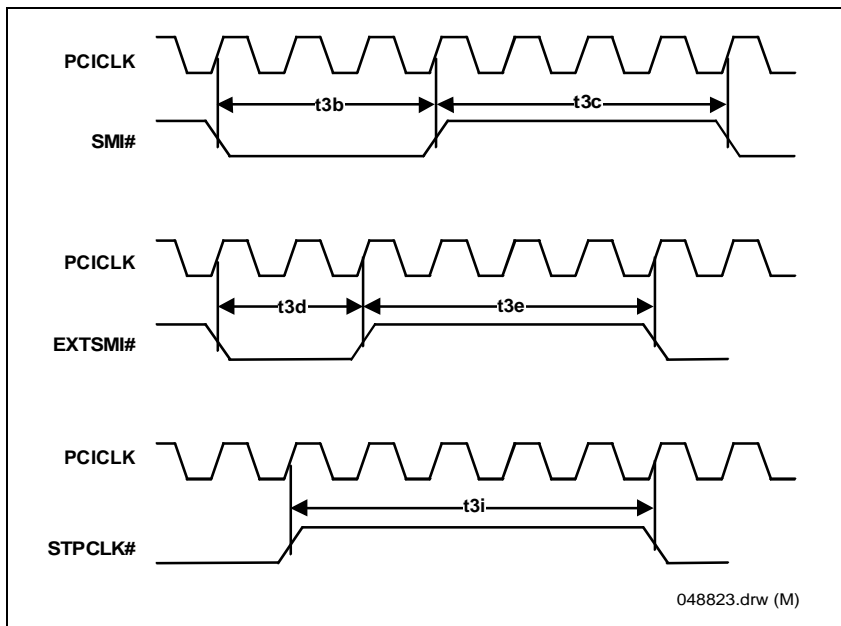 PCICLK
t3b
t3c
SMI#
PCICLK
t3d
t3e
EXTSMI#
PCICLK
t3i
STPCLK#
048823.drw (M)